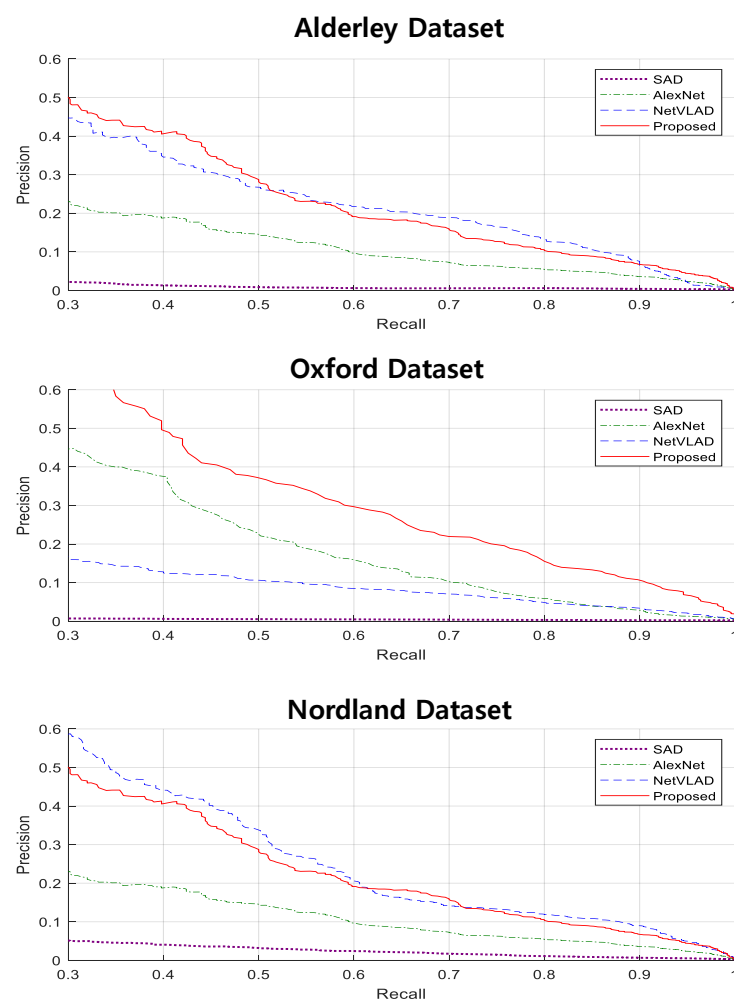 Alderley Dataset
0.6
0.5
0.4
0.3
0.2
0.1
0
Precision
SAD
AlexNet
NetVLAD
Proposed
0.3 0.4 0.5 0.6 0.7 0.8 0.9 1
Recall
Oxford Dataset
0.6
0.5
0.4
0.3
0.2
0.1
0
Precision
SAD
AlexNet
NetVLAD
Proposed
0.3 0.4 0.5 0.6 0.7 0.8 0.9 1
Recall
Nordland Dataset
0.6
0.5
0.4
0.3
0.2
0.1
0
Precision
SAD
AlexNet
NetVLAD
Proposed
0.3 0.4 0.5 0.6 0.7 0.8 0.9 1
Recall